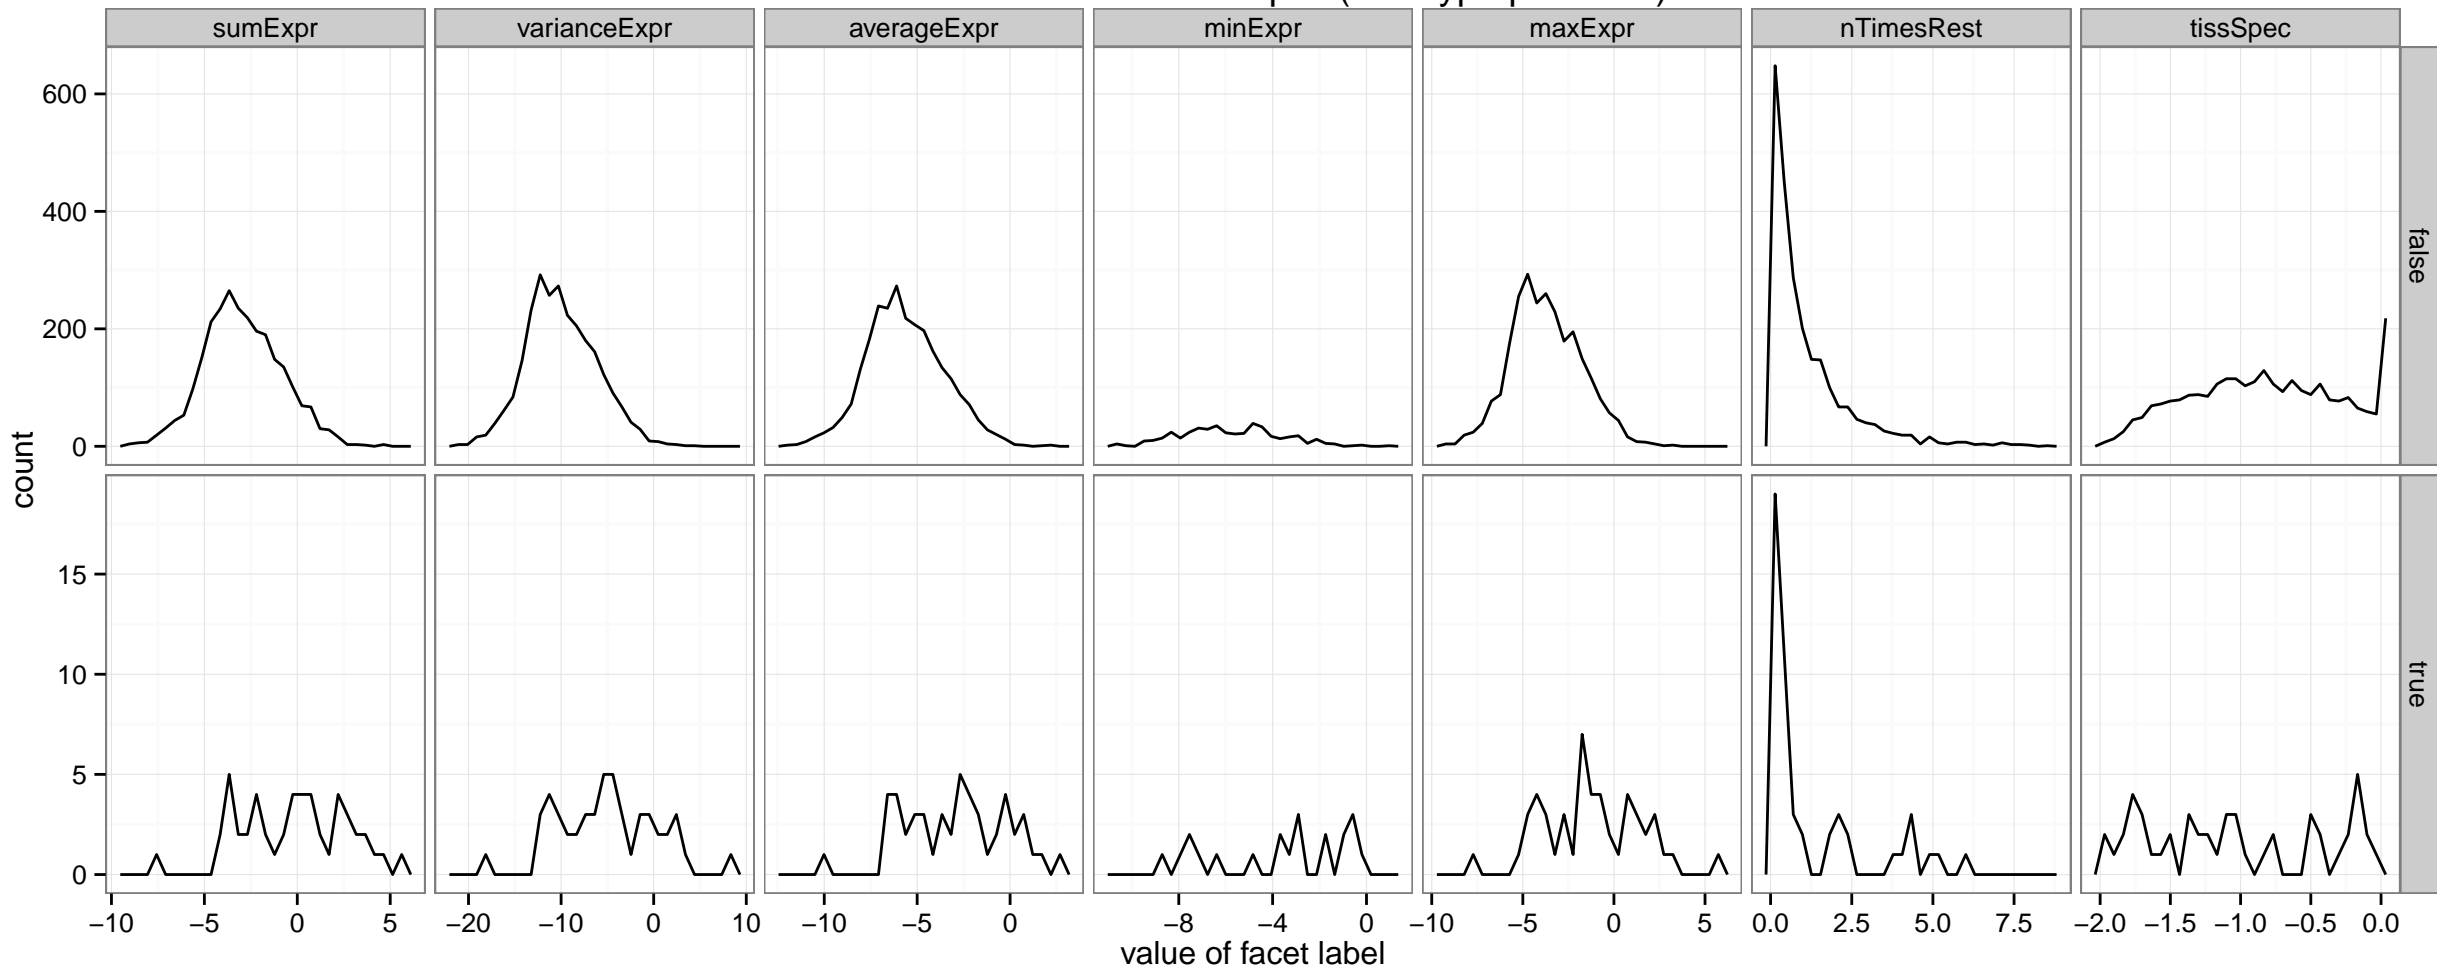 sumExpr varianceExpr averageExpr minExpr maxExpr nTimesRest tissSpec
600
400
200
0
false
15
10
5
0
true
count
−10 −5 0 5 −20 −10 0 10 −10 −5 0 −8 −4 0 −10 −5 0 5 0.0 2.5 5.0 7.5 −2.0 −1.5 −1.0 −0.5 0.0
value of facet label